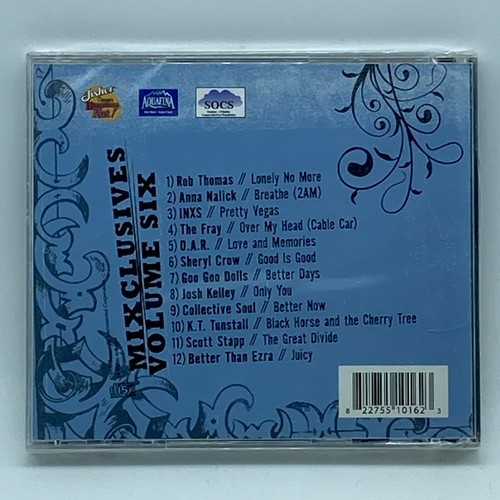 Fisher
AQUAFINA
SOCS
MIXCLUSIVES
VOLUME SIX
1) Rob Thomas // Lonely No More
2) Anna Nalick // Breathe (2AM)
3) INXS // Pretty Vegas
4) The Fray // Over My Head (Cable Car)
5) O.A.R. // Love and Memories
6) Sheryl Crow // Good Is Good
7) Goo Goo Dolls // Better Days
8) Josh Kelley // Only You
9) Collective Soul // Better Now
10) K.T. Tunstall // Black Horse and the Cherry Tree
11) Scott Stapp // The Great Divide
12) Better Than Ezra // Juicy
8 22755 10162 3